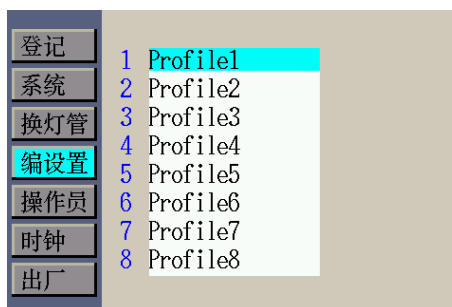 登记
系统
换灯管
编设置
操作员
时钟
出厂
1 Profile1
2 Profile2
3 Profile3
4 Profile4
5 Profile5
6 Profile6
7 Profile7
8 Profile8